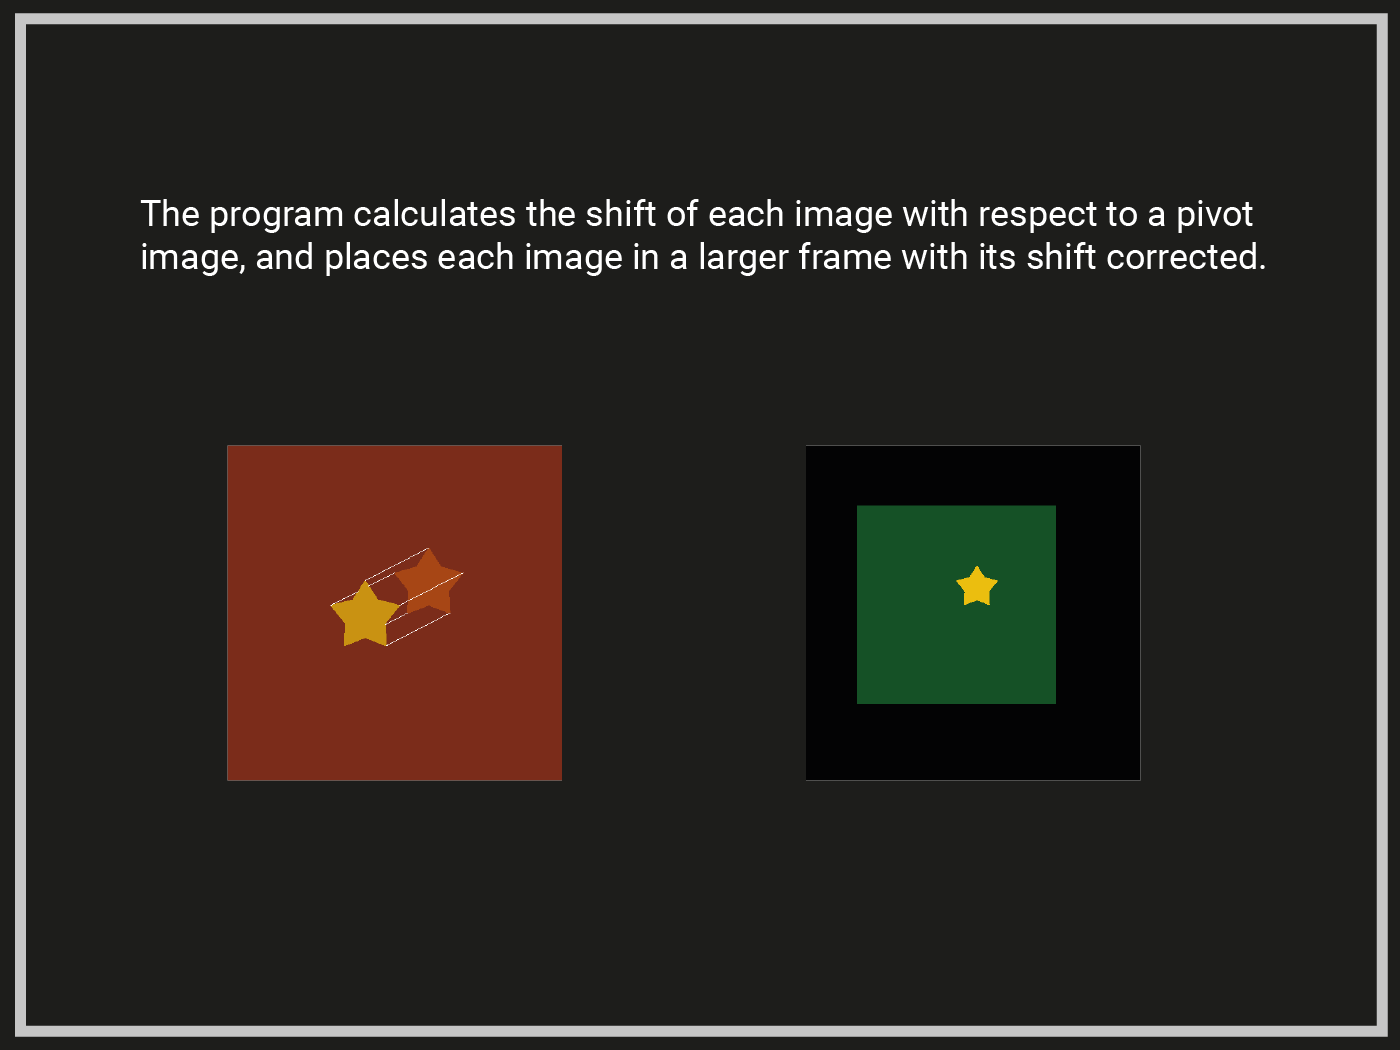 The program calculates the shift of each image with respect to a pivot
image, and places each image in a larger frame with its shift corrected.